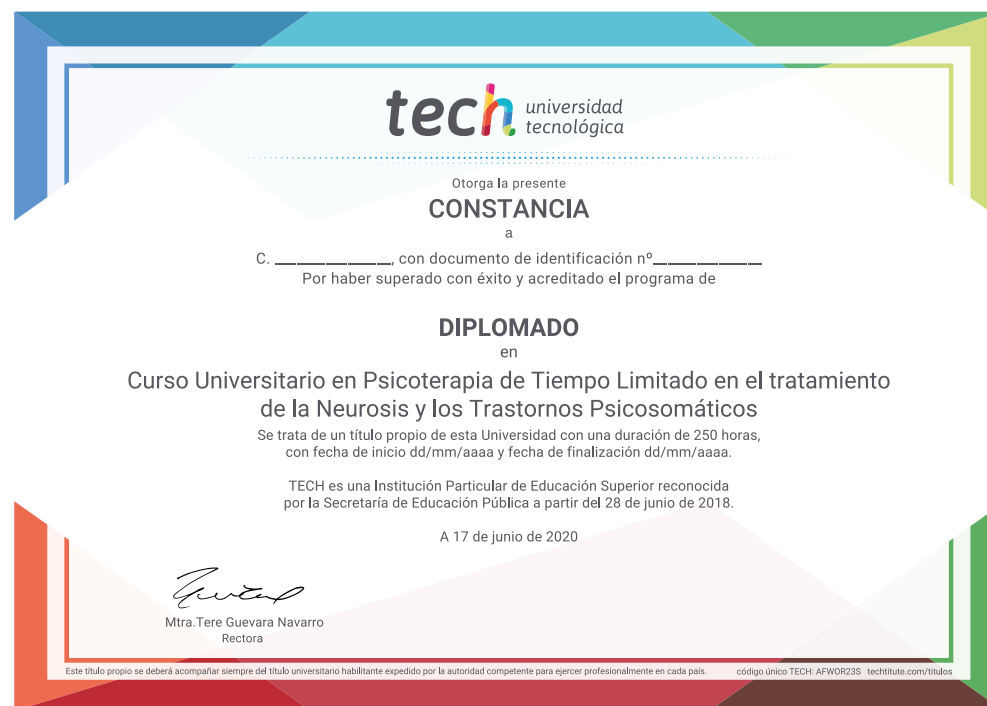 tech universidad
tecnológica
Otorga la presente
CONSTANCIA
a
C. ______________, con documento de identificación nº_____________
Por haber superado con éxito y acreditado el programa de
DIPLOMADO
en
Curso Universitario en Psicoterapia de Tiempo Limitado en el tratamiento
de la Neurosis y los Trastornos Psicosomáticos
Se trata de un título propio de esta Universidad con una duración de 250 horas,
con fecha de inicio dd/mm/aaaa y fecha de finalización dd/mm/aaaa.
TECH es una Institución Particular de Educación Superior reconocida
por la Secretaría de Educación Pública a partir del 28 de junio de 2018.
A 17 de junio de 2020
Mtra.Tere Guevara Navarro
Rectora
Este título propio se deberá acompañar siempre del título universitario habilitante expedido por la autoridad competente para ejercer profesionalmente en cada país. código único TECH: AFWOR23S techtitute.com/titulos